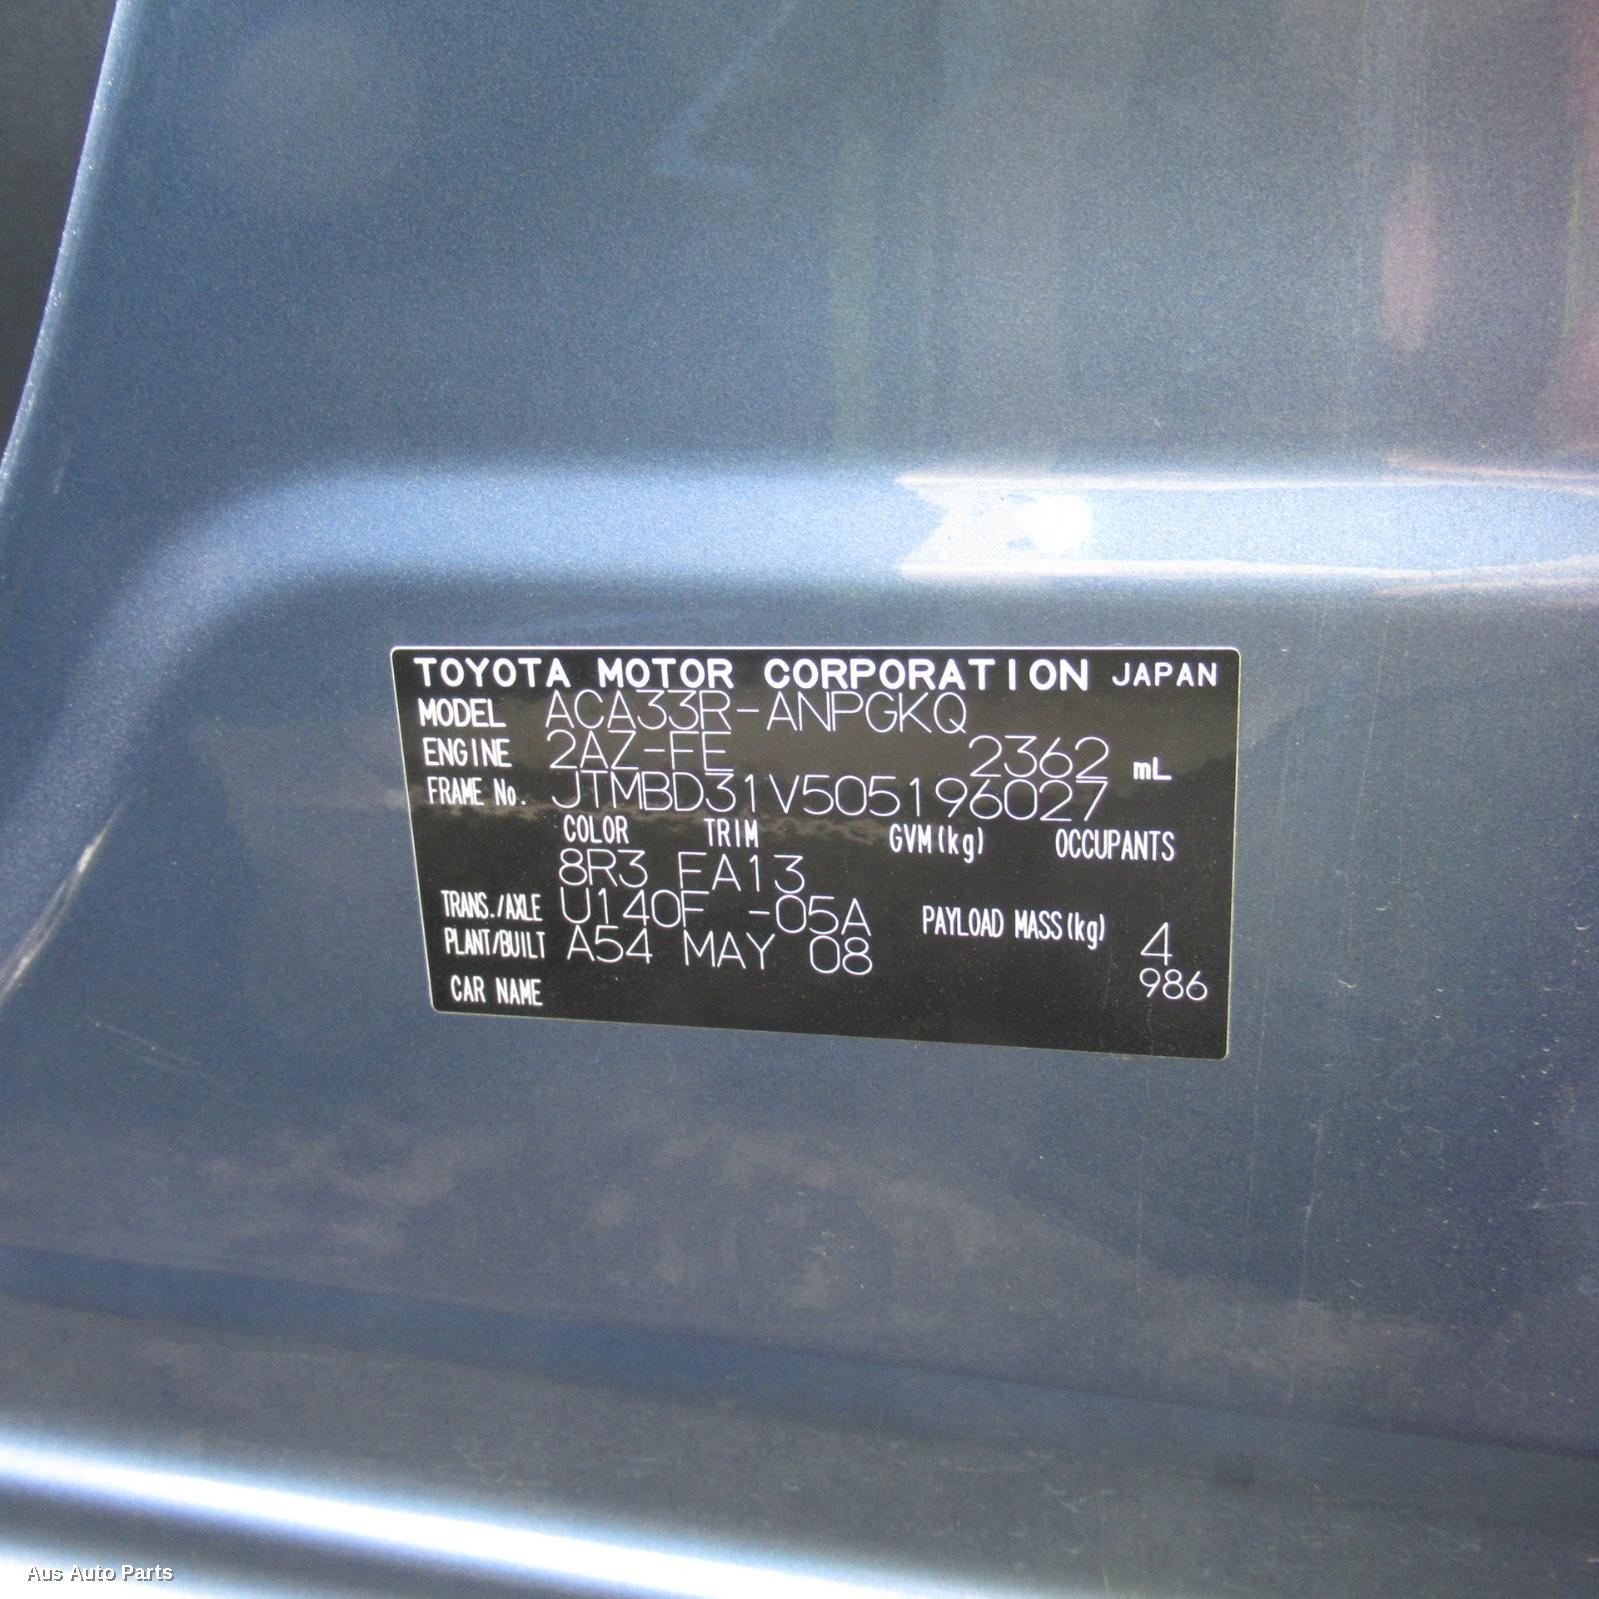 TOYOTA MOTOR CORPORATION JAPAN
MODEL ACA33R-ANPGKQ
ENGINE 2AZ-FE 2362 mL
FRAME No. JTMBD31V505196027
COLOR TRIM GVM(kg) OCCUPANTS
8R3 FA13
TRANS./AXLE U140F -05A PAYLOAD MASS(kg) 4
PLANT/BUILT A54 MAY 08 986
CAR NAME
Aus Auto Parts